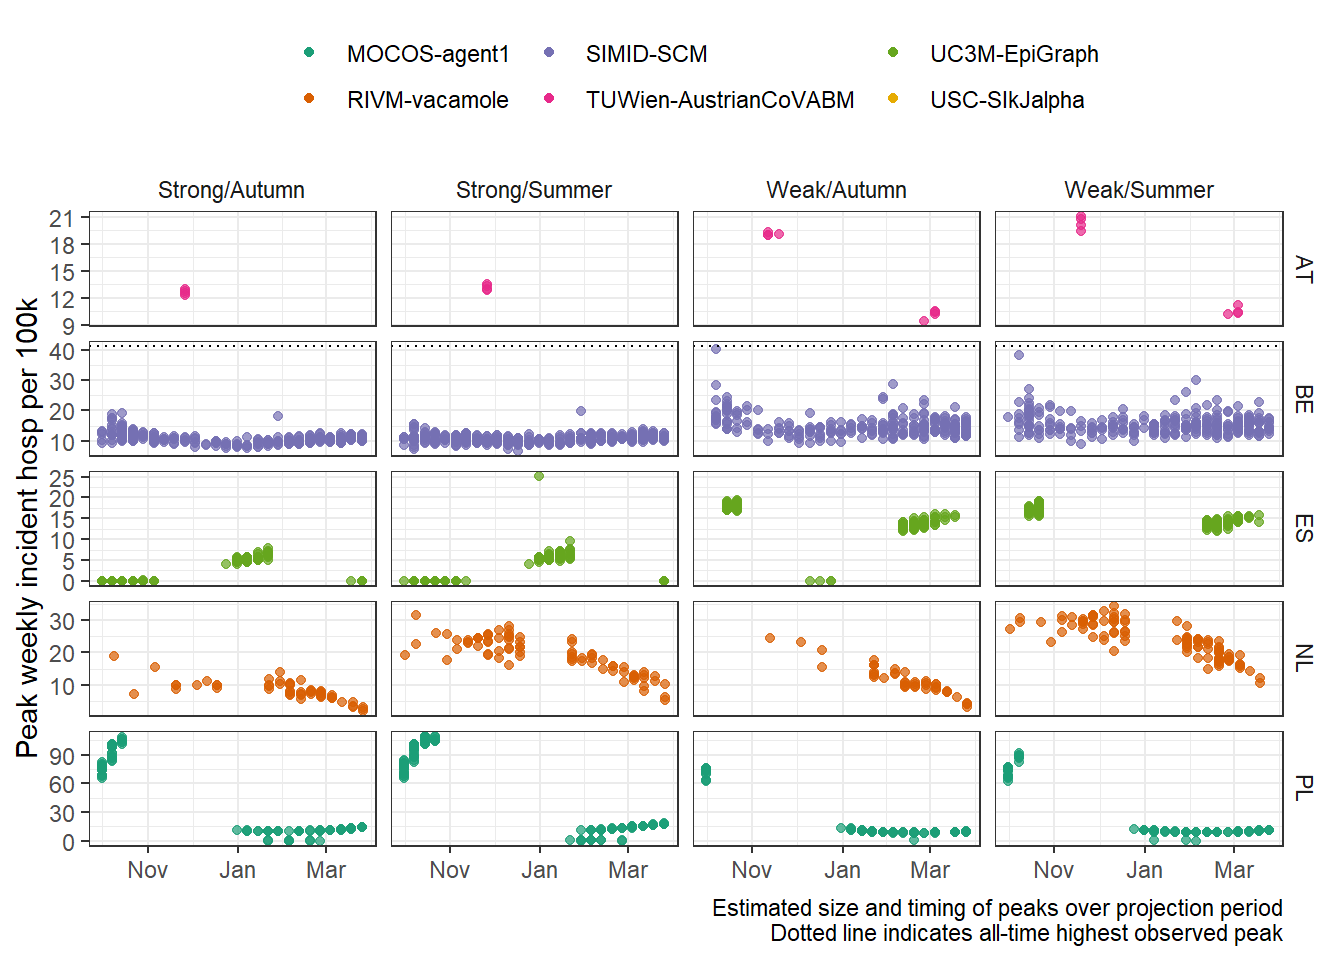 MOCOS-agent1 SIMID-SCM UC3M-EpiGraph
RIVM-vacamole TUWien-AustrianCoVABM USC-SIkJalpha
Strong/Autumn Strong/Summer Weak/Autumn Weak/Summer
Peak weekly incident hosp per 100k
21
18
15
12
9
AT
40
30
20
10
BE
25
20
15
10
5
0
ES
30
20
10
NL
90
60
30
0
PL
Nov Jan Mar Nov Jan Mar Nov Jan Mar Nov Jan Mar
Estimated size and timing of peaks over projection period
Dotted line indicates all-time highest observed peak